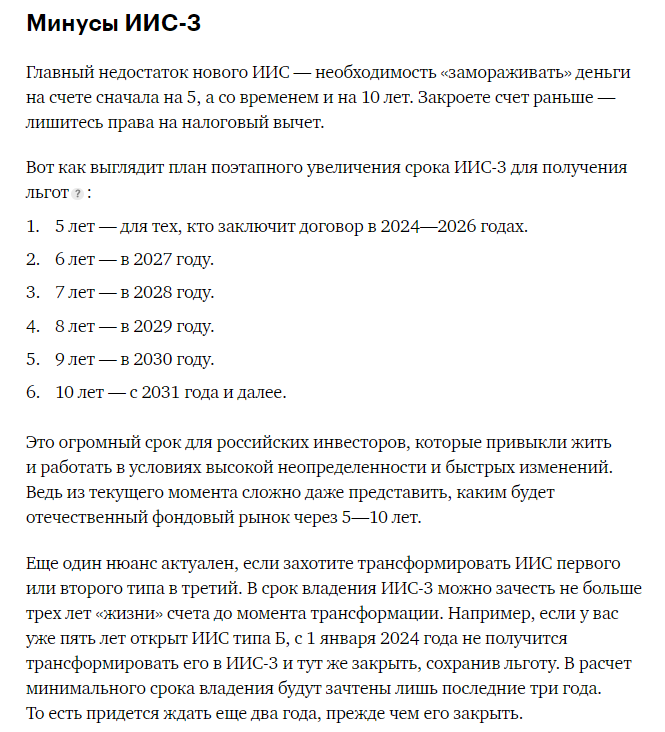 Минусы ИИС-3
Главный недостаток нового ИИС — необходимость «замораживать» деньги
на счете сначала на 5, а со временем и на 10 лет. Закроете счет раньше —
лишитесь права на налоговый вычет.
Вот как выглядит план поэтапного увеличения срока ИИС-3 для получения
льгот ? :
1. 5 лет — для тех, кто заключит договор в 2024—2026 годах.
2. 6 лет — в 2027 году.
3. 7 лет — в 2028 году.
4. 8 лет — в 2029 году.
5. 9 лет — в 2030 году.
6. 10 лет — с 2031 года и далее.
Это огромный срок для российских инвесторов, которые привыкли жить
и работать в условиях высокой неопределенности и быстрых изменений.
Ведь из текущего момента сложно даже представить, каким будет
отечественный фондовый рынок через 5—10 лет.
Еще один нюанс актуален, если захотите трансформировать ИИС первого
или второго типа в третий. В срок владения ИИС-3 можно зачесть не больше
трех лет «жизни» счета до момента трансформации. Например, если у вас
уже пять лет открыт ИИС типа Б, с 1 января 2024 года не получится
трансформировать его в ИИС-3 и тут же закрыть, сохранив льготу. В расчет
минимального срока владения будут зачтены лишь последние три года.
То есть придется ждать еще два года, прежде чем его закрыть.